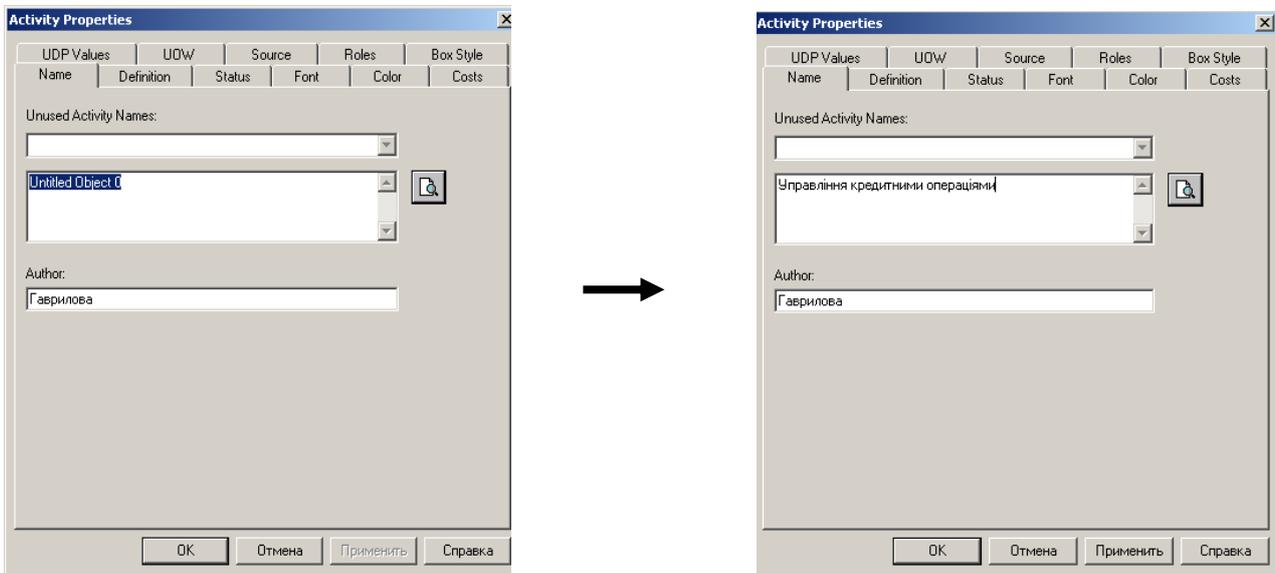 Activity Properties
UDP Values UOW Source Roles Box Style
Name Definition Status Font Color Costs
Unused Activity Names:
Untitled Object 0
Author:
Гаврилова
OK Отмена Применить Справка
Activity Properties
UDP Values UOW Source Roles Box Style
Name Definition Status Font Color Costs
Unused Activity Names:
Управління кредитними операціями
Author:
Гаврилова
OK Отмена Применить Справка